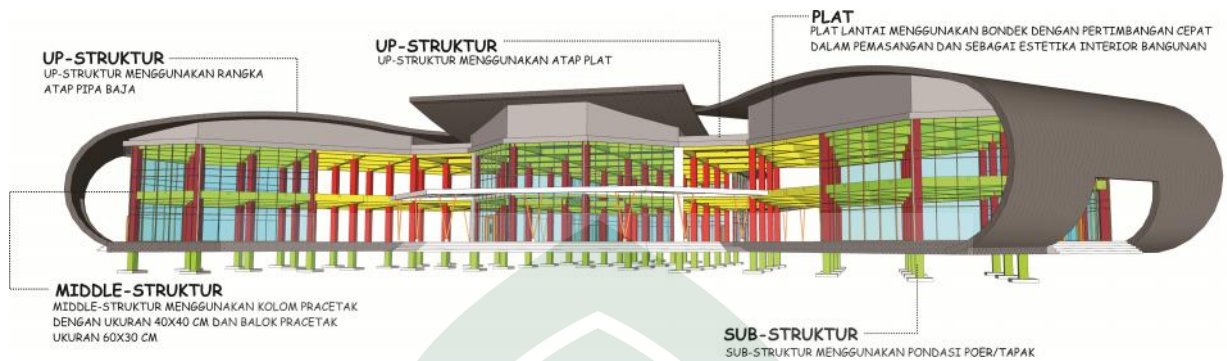 PLAT
PLAT LANTAI MENGGUNAKAN BONDEK DENGAN PERTIMBANGAN CEPAT
DALAM PEMASANGAN DAN SEBAGAI ESTETIKA INTERIOR BANGUNAN
UP-STRUKTUR
UP-STRUKTUR MENGGUNAKAN ATAP PLAT
UP-STRUKTUR
UP-STRUKTUR MENGGUNAKAN RANGKA
ATAP PIPA BAJA
MIDDLE-STRUKTUR
MIDDLE-STRUKTUR MENGGUNAKAN KOLOM PRACETAK
DENGAN UKURAN 40X40 CM DAN BALOK PRACETAK
UKURAN 60X30 CM
SUB-STRUKTUR
SUB-STRUKTUR MENGGUNAKAN PONDASI POER/TAPAK